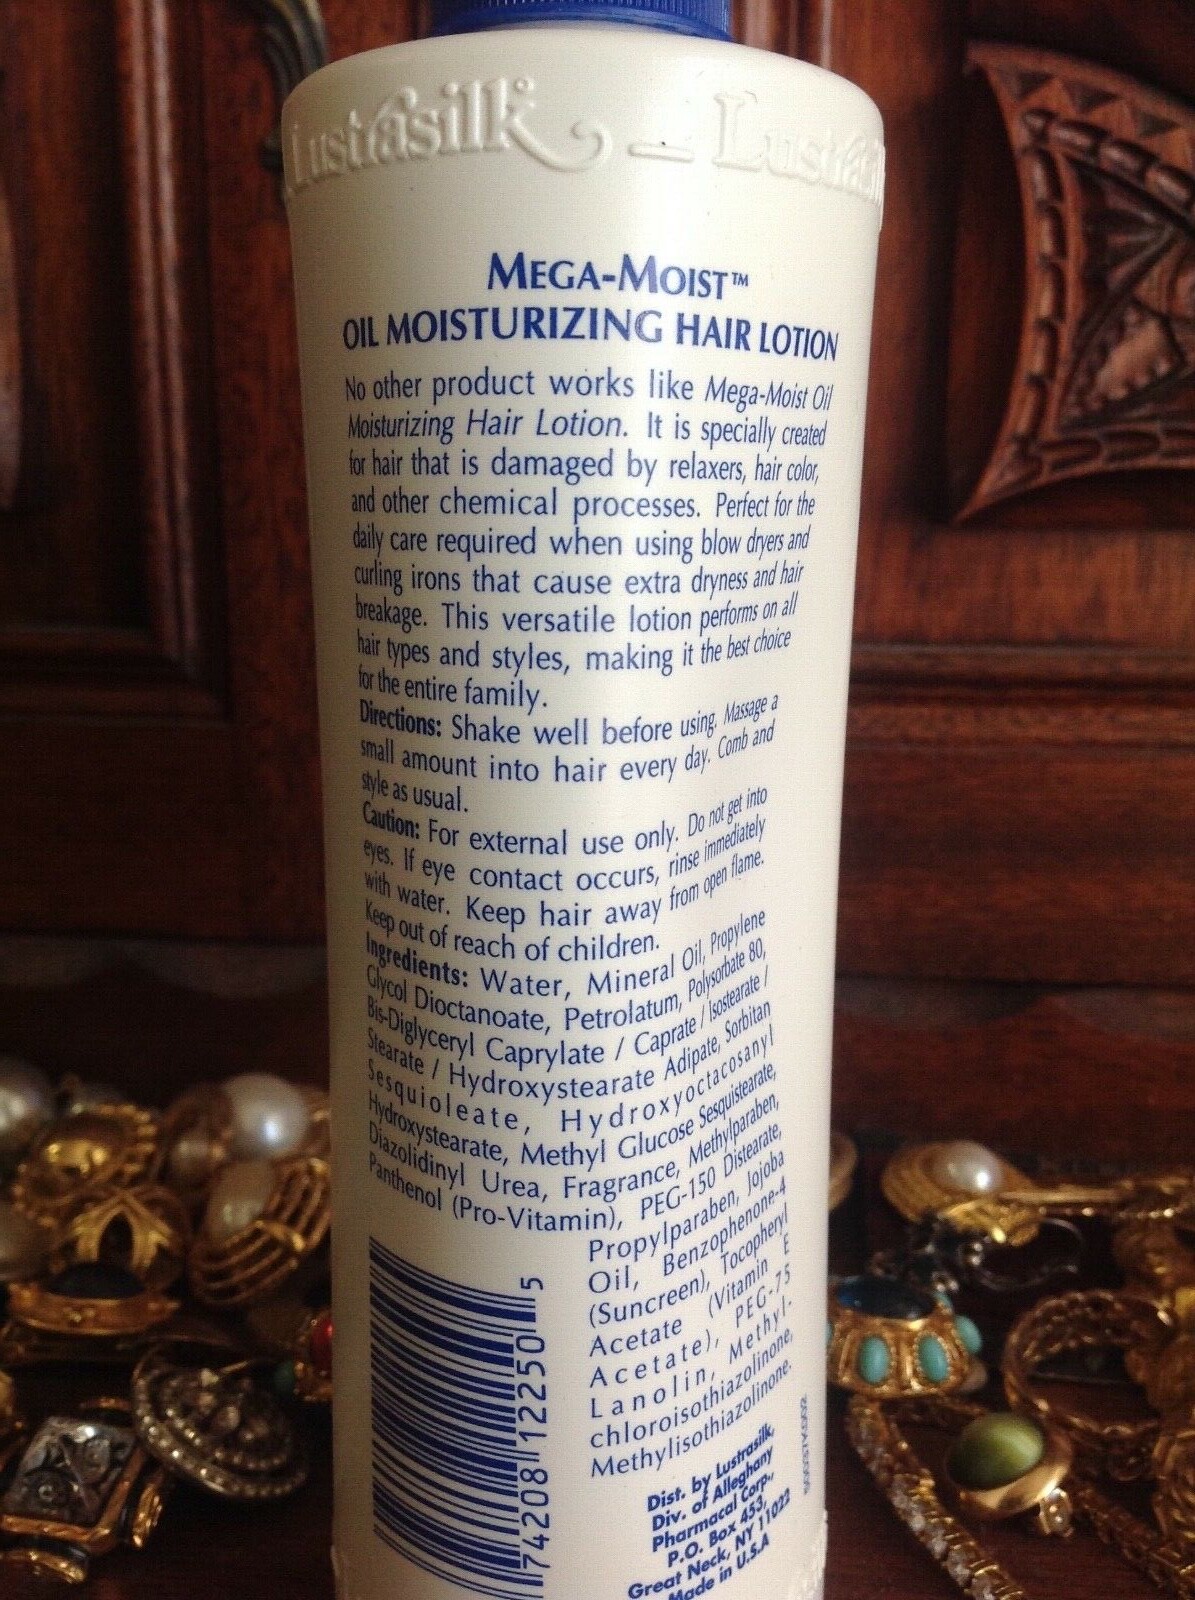 Lustrasilk® — Lustrasilk
MEGA-MOIST™
OIL MOISTURIZING HAIR LOTION
No other product works like Mega-Moist Oil
Moisturizing Hair Lotion. It is specially created
for hair that is damaged by relaxers, hair color,
and other chemical processes. Perfect for the
daily care required when using blow dryers and
curling irons that cause extra dryness and hair
breakage. This versatile lotion performs on all
hair types and styles, making it the best choice
for the entire family.
Directions: Shake well before using. Massage a
small amount into hair every day. Comb and
style as usual.
Caution: For external use only. Do not get into
eyes. If eye contact occurs, rinse immediately
with water. Keep hair away from open flame.
Keep out of reach of children.
Ingredients: Water, Mineral Oil, Propylene
Glycol Dioctanoate, Petrolatum, Polysorbate 80,
Bis-Diglyceryl Caprylate / Caprate / Isostearate /
Stearate / Hydroxystearate Adipate, Sorbitan
Sesquioleate, Hydroxyoctacosanyl
Hydroxystearate, Methyl Glucose Sesquistearate,
Diazolidinyl Urea, Fragrance, Methylparaben,
Panthenol (Pro-Vitamin), PEG-150 Distearate,
Propylparaben, Jojoba
Oil, Benzophenone-4
(Suncreen), Tocopheryl
Acetate (Vitamin E
Acetate), PEG-75
Lanolin, Methyl-
chloroisothiazolinone,
Methylisothiazolinone.
7 4208 12250 5
Dist. by Lustrasilk,
Div. of Alleghany
Pharmacal Corp.,
P.O. Box 453,
Great Neck, NY 11022
Made in U.S.A